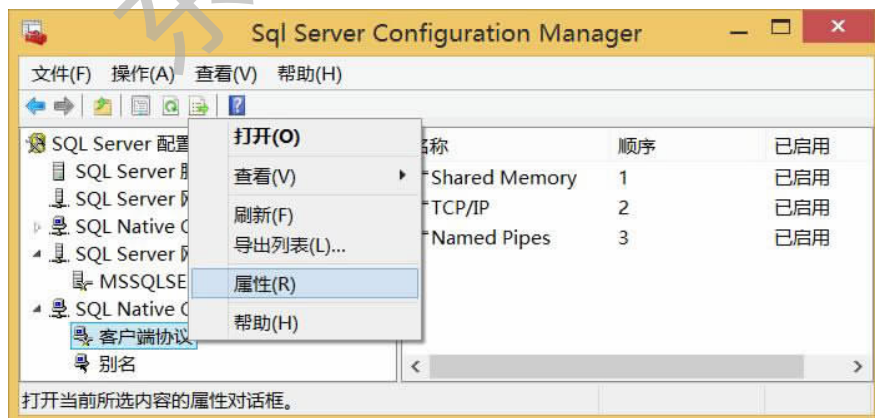 Sql Server Configuration Manager
文件(F) 操作(A) 查看(V) 帮助(H)
SQL Server 配置
SQL Server
SQL Server
SQL Native
SQL Server
MSSQLSE
SQL Native
客户端协议
别名
打开(O)
查看(V)
刷新(F)
导出列表(L)...
属性(R)
帮助(H)
名称 顺序 已启用
Shared Memory 1 已启用
TCP/IP 2 已启用
Named Pipes 3 已启用
打开当前所选内容的属性对话框。